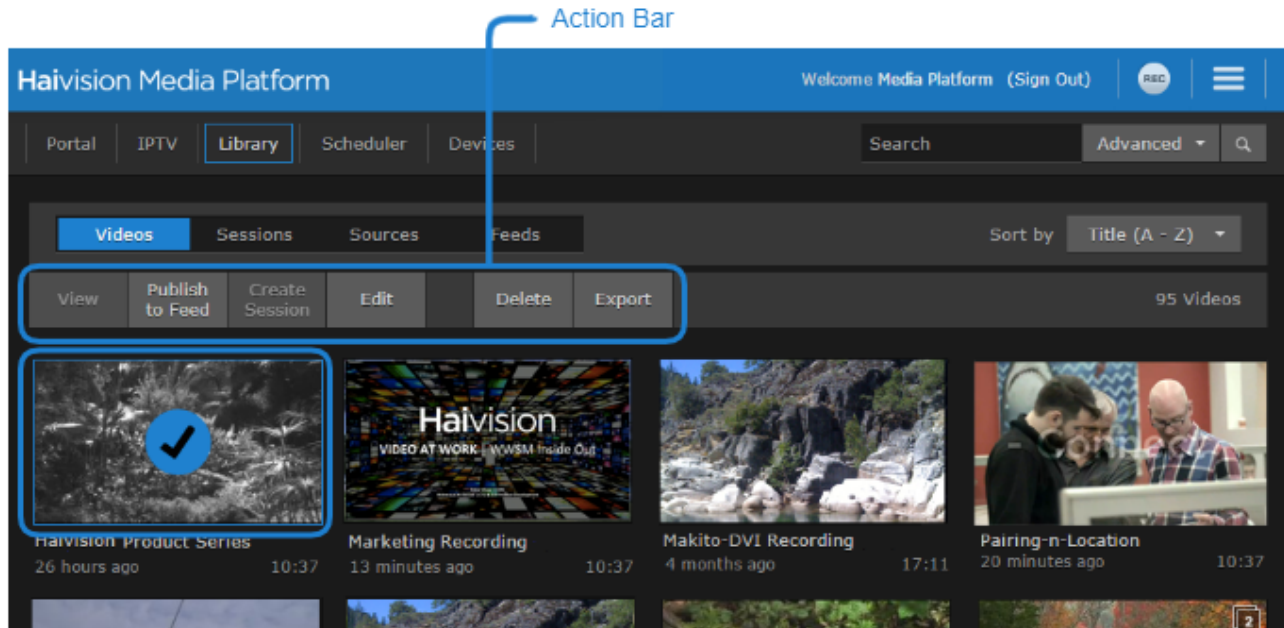 Action Bar
Haivision Media Platform
Welcome Media Platform (Sign Out)
REC
Portal
IPTV
Library
Scheduler
Devices
Search
Advanced
Videos
Sessions
Sources
Feeds
Sort by
Title (A - Z)
View
Publish
to Feed
Create
Session
Edit
Delete
Export
95 Videos
Haivision
VIDEO AT WORK | WWSM Inside Out
Connect
Haivision Product Series
26 hours ago 10:37
Marketing Recording
13 minutes ago 10:37
Makito-DVI Recording
4 months ago 17:11
Pairing-n-Location
20 minutes ago 10:37
2